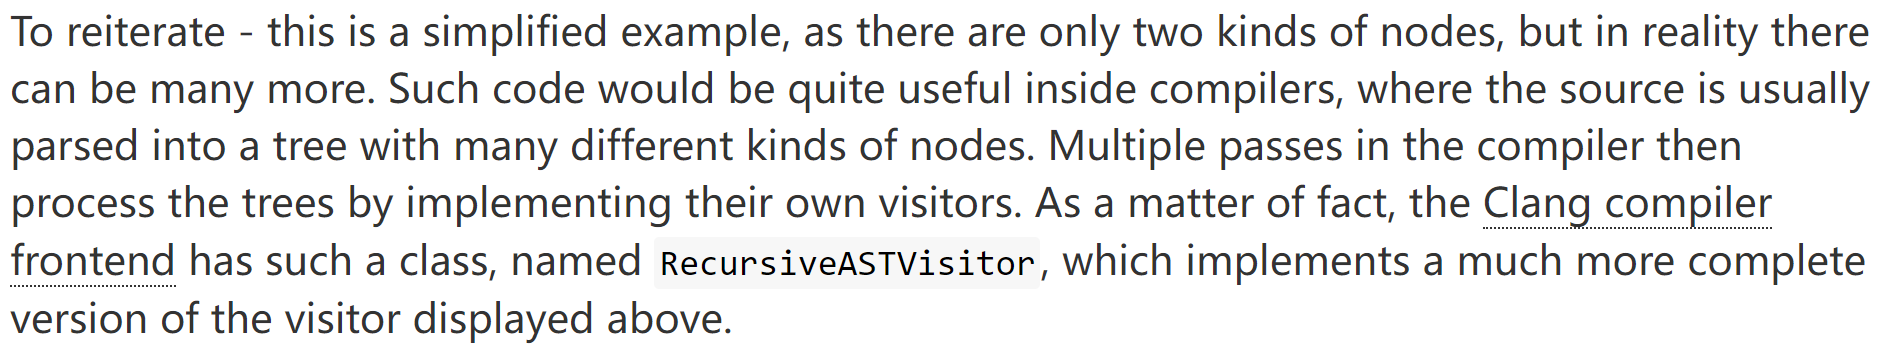 To reiterate - this is a simplified example, as there are only two kinds of nodes, but in reality there
can be many more. Such code would be quite useful inside compilers, where the source is usually
parsed into a tree with many different kinds of nodes. Multiple passes in the compiler then
process the trees by implementing their own visitors. As a matter of fact, the Clang compiler
frontend has such a class, named RecursiveASTVisitor, which implements a much more complete
version of the visitor displayed above.